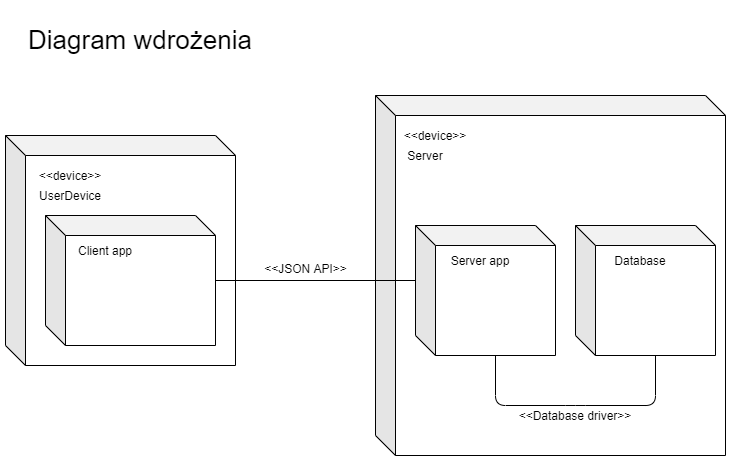 Diagram wdrożenia
<<device>>
UserDevice
Client app
<<JSON API>>
<<device>>
Server
Server app
Database
<<Database driver>>